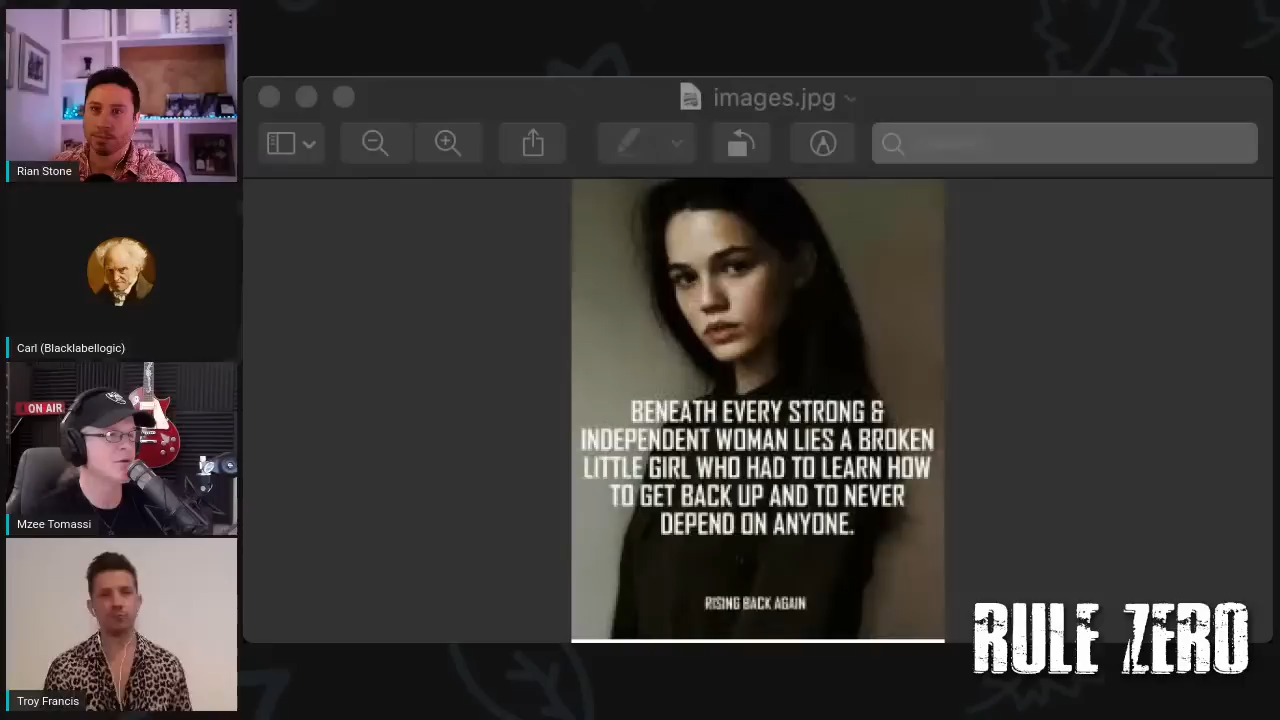 Rian Stone
Carl (Blacklabellogic)
ON AIR
Mzee Tomassi
Troy Francis
images.jpg
BENEATH EVERY STRONG &
INDEPENDENT WOMAN LIES A BROKEN
LITTLE GIRL WHO HAD TO LEARN HOW
TO GET BACK UP AND TO NEVER
DEPEND ON ANYONE.
RISING BACK AGAIN
RULE ZERO